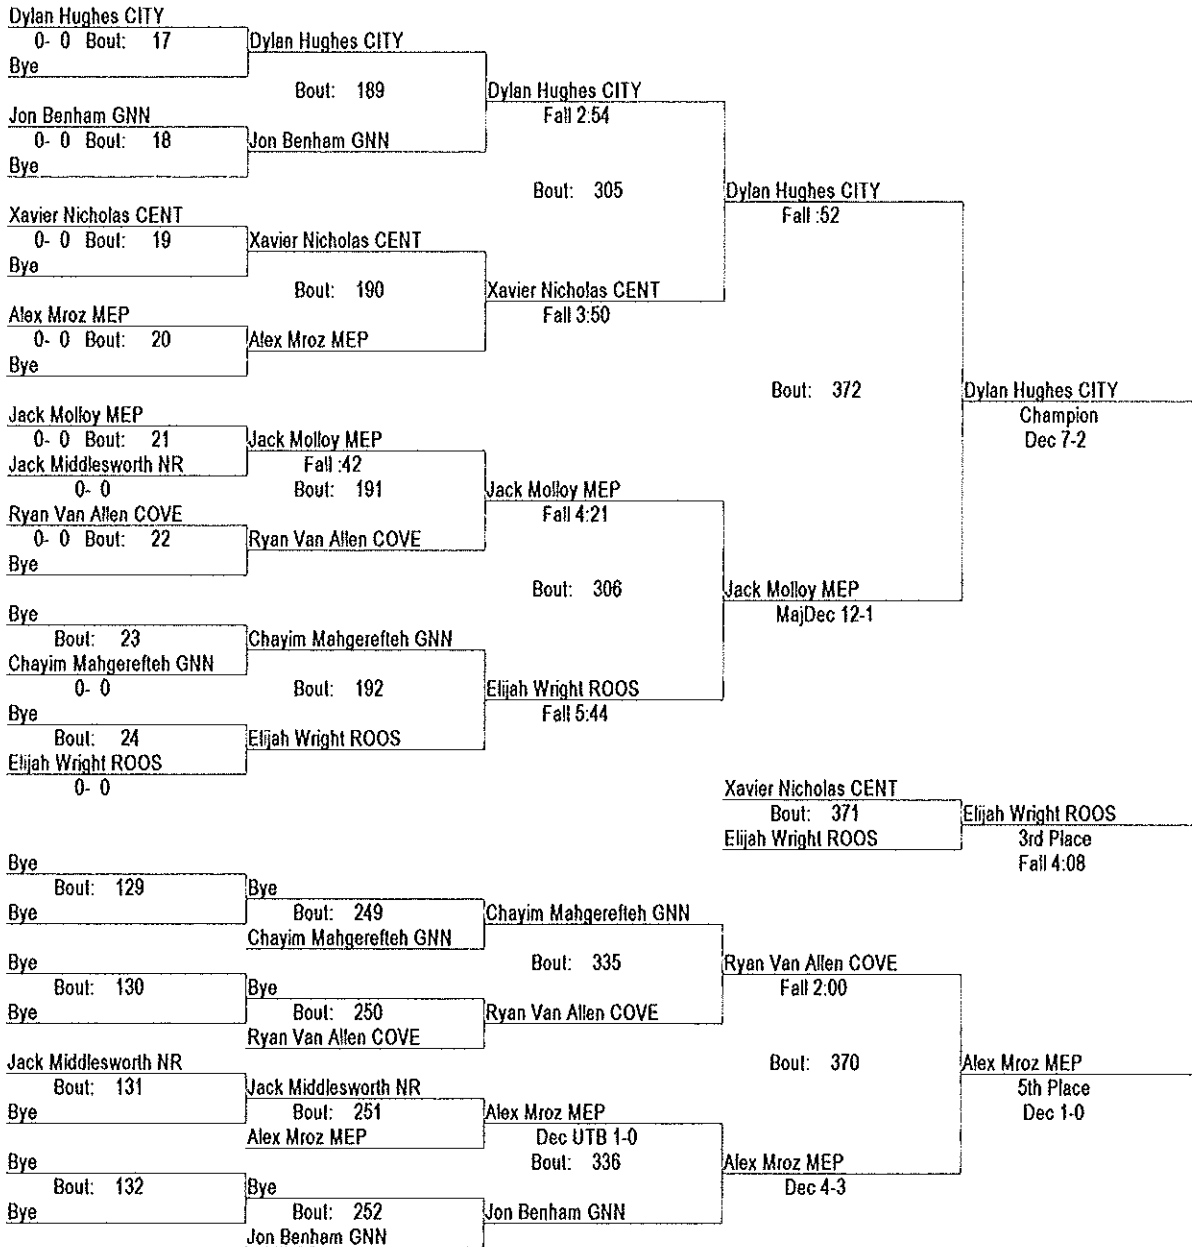 Dylan Hughes CITY
0- 0 Bout: 17
Bye
Dylan Hughes CITY
Bout: 189
Jon Benham GNN
0- 0 Bout: 18
Bye
Jon Benham GNN
Dylan Hughes CITY
Fall 2:54
Bout: 305
Xavier Nicholas CENT
0- 0 Bout: 19
Bye
Xavier Nicholas CENT
Bout: 190
Alex Mroz MEP
0- 0 Bout: 20
Bye
Alex Mroz MEP
Xavier Nicholas CENT
Fall 3:50
Dylan Hughes CITY
Fall :52
Bout: 372
Jack Molloy MEP
0- 0 Bout: 21
Jack Middlesworth NR
0- 0
Jack Molloy MEP
Fall :42
Bout: 191
Ryan Van Allen COVE
0- 0 Bout: 22
Bye
Ryan Van Allen COVE
Jack Molloy MEP
Fall 4:21
Bout: 306
Bye
Bout: 23
Chayim Mahgerefteh GNN
0- 0
Chayim Mahgerefteh GNN
Bout: 192
Bye
Bout: 24
Elijah Wright ROOS
0- 0
Elijah Wright ROOS
Elijah Wright ROOS
Fall 5:44
Jack Molloy MEP
MajDec 12-1
Dylan Hughes CITY
Champion
Dec 7-2
Xavier Nicholas CENT
Bout: 371
Elijah Wright ROOS
Elijah Wright ROOS
3rd Place
Fall 4:08
Bye
Bout: 129
Bye
Bye
Bout: 249
Chayim Mahgerefteh GNN
Chayim Mahgerefteh GNN
Bout: 335
Bye
Bout: 130
Bye
Bye
Bout: 250
Ryan Van Allen COVE
Ryan Van Allen COVE
Ryan Van Allen COVE
Fall 2:00
Bout: 370
Jack Middlesworth NR
Bout: 131
Bye
Jack Middlesworth NR
Bout: 251
Alex Mroz MEP
Alex Mroz MEP
Dec UTB 1-0
Bout: 336
Bye
Bout: 132
Bye
Bye
Bout: 252
Jon Benham GNN
Jon Benham GNN
Alex Mroz MEP
Dec 4-3
Alex Mroz MEP
5th Place
Dec 1-0